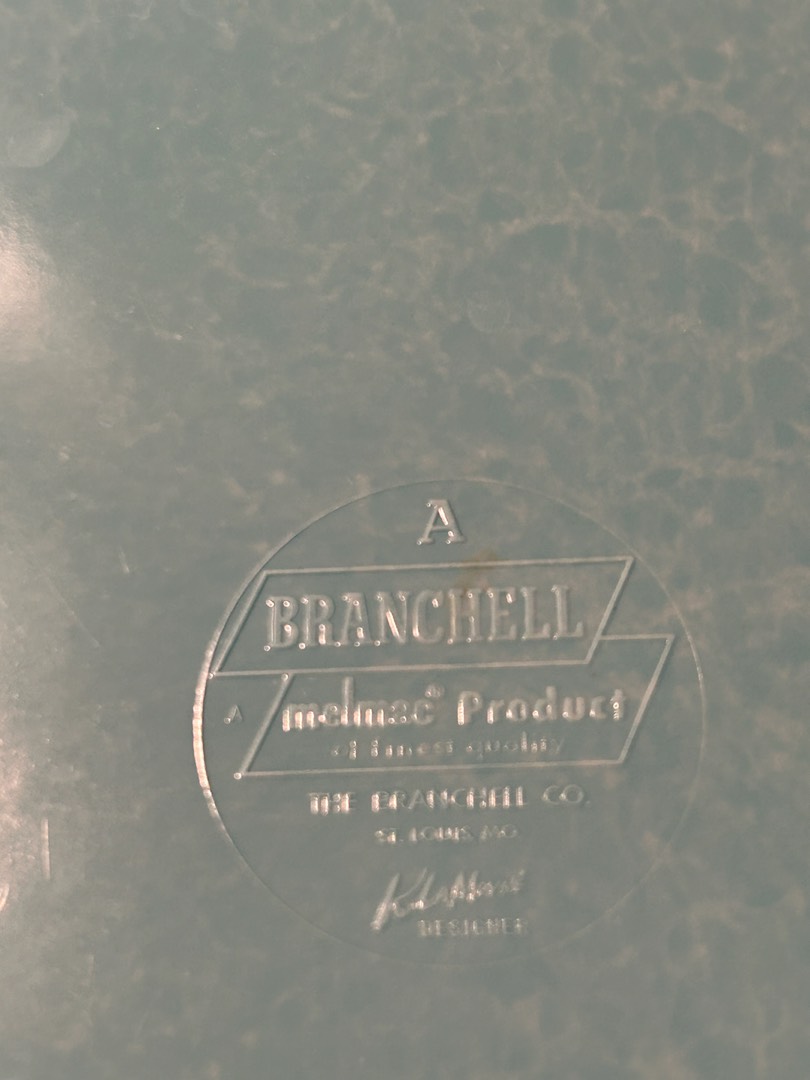 A
BRANCHELL
A
melmac® Product
of finest quality
THE BRANCHELL CO.
ST. LOUIS, MO.
DESIGNER